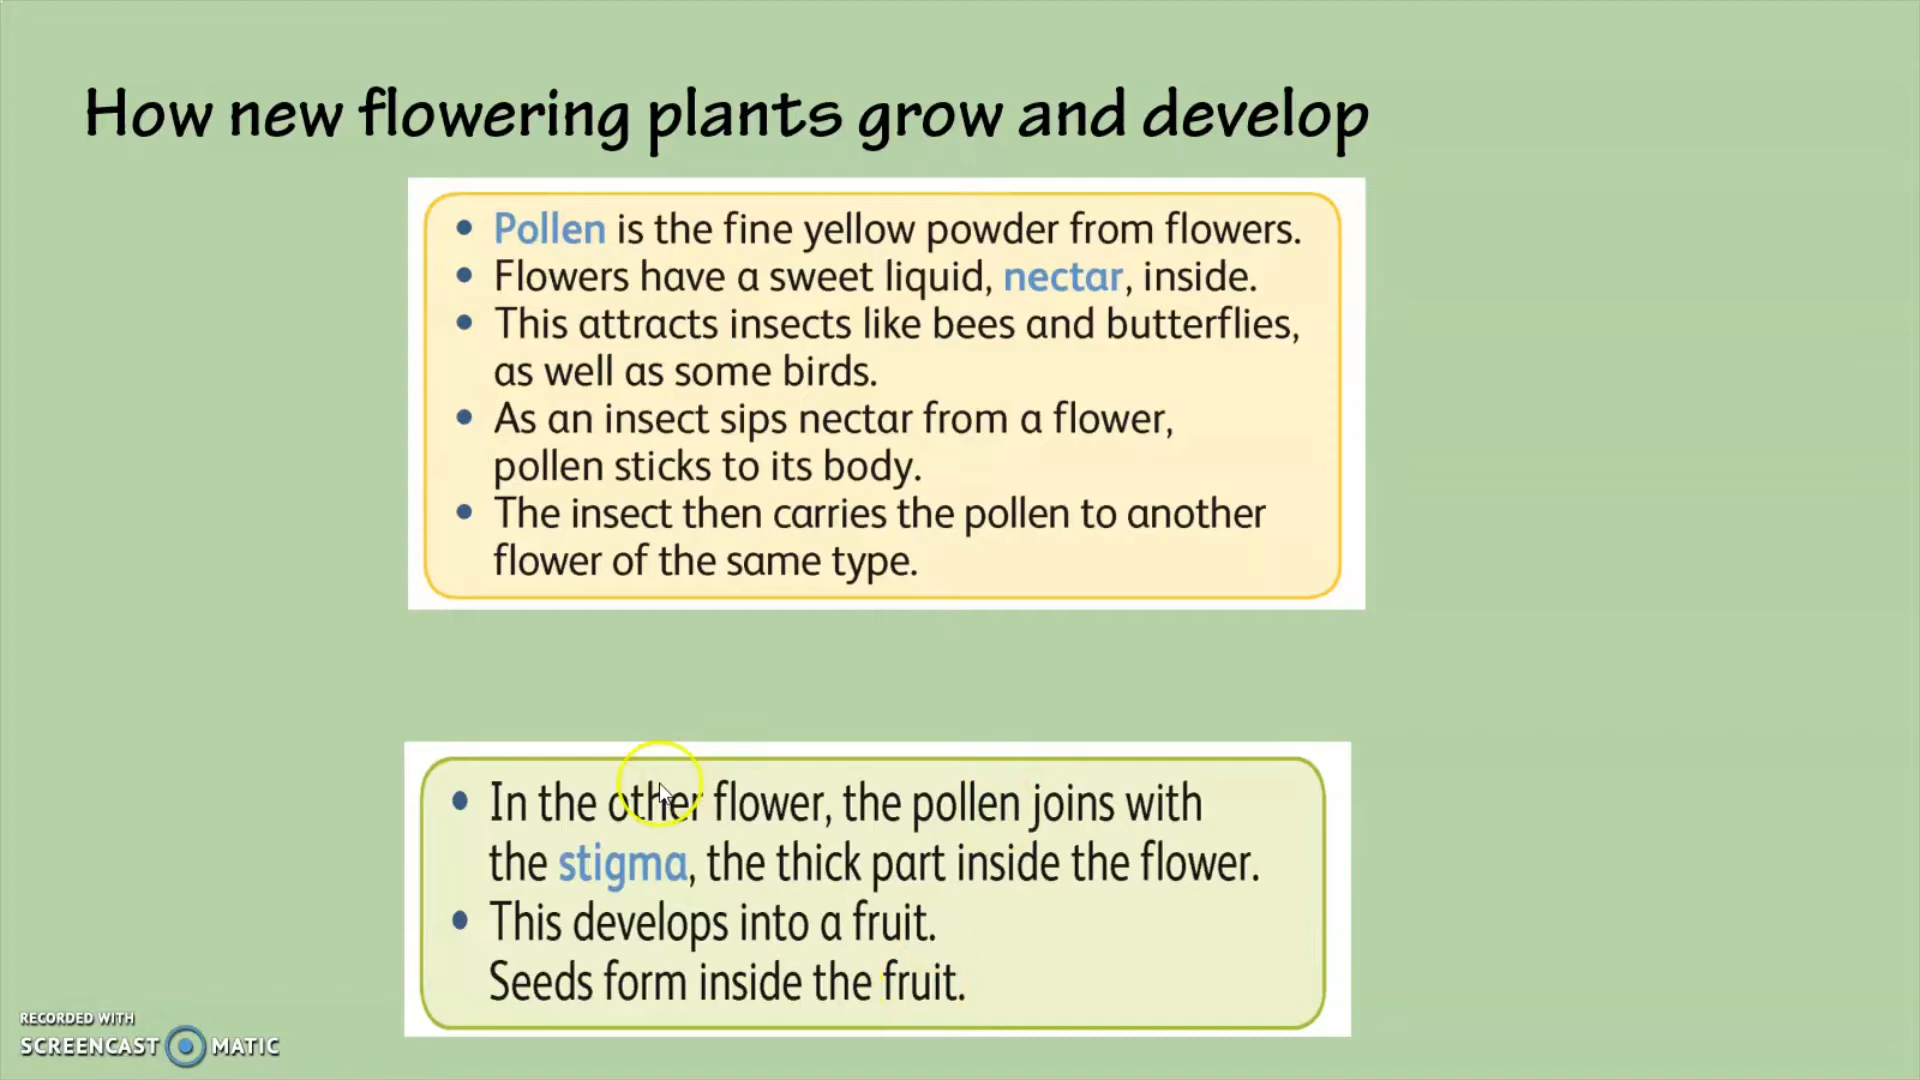 How new flowering plants grow and develop
• Pollen is the fine yellow powder from flowers.
• Flowers have a sweet liquid, nectar, inside.
• This attracts insects like bees and butterflies,
as well as some birds.
• As an insect sips nectar from a flower,
pollen sticks to its body.
• The insect then carries the pollen to another
flower of the same type.
• In the other flower, the pollen joins with
the stigma, the thick part inside the flower.
• This develops into a fruit.
Seeds form inside the fruit.
RECORDED WITH
SCREENCAST MATIC